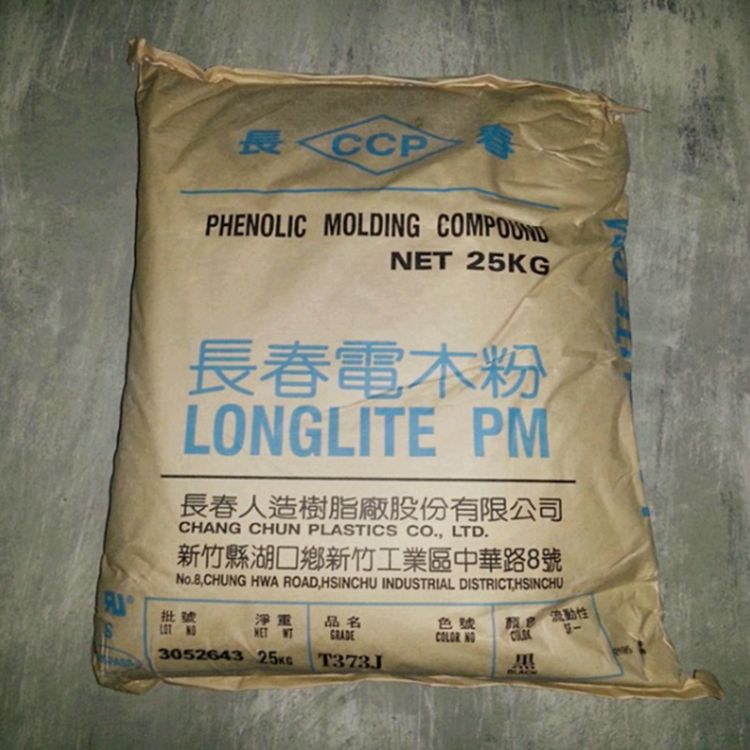 長 CCP 春
PHENOLIC MOLDING COMPOUND
NET 25KG
長春電木粉
LONGLITE PM
長春人造樹脂廠股份有限公司
CHANG CHUN PLASTICS CO., LTD.
新竹縣湖口鄉新竹工業區中華路8號
No.8,CHUNG HWA ROAD,HSINCHU INDUSTRIAL DISTRICT,HSINCHU
批號 淨重 品名 色號 顏色 流動性
LOT NO NET WT GRADE COLOR NO COLOR
3052643 25KG T373J 黑
BLACK